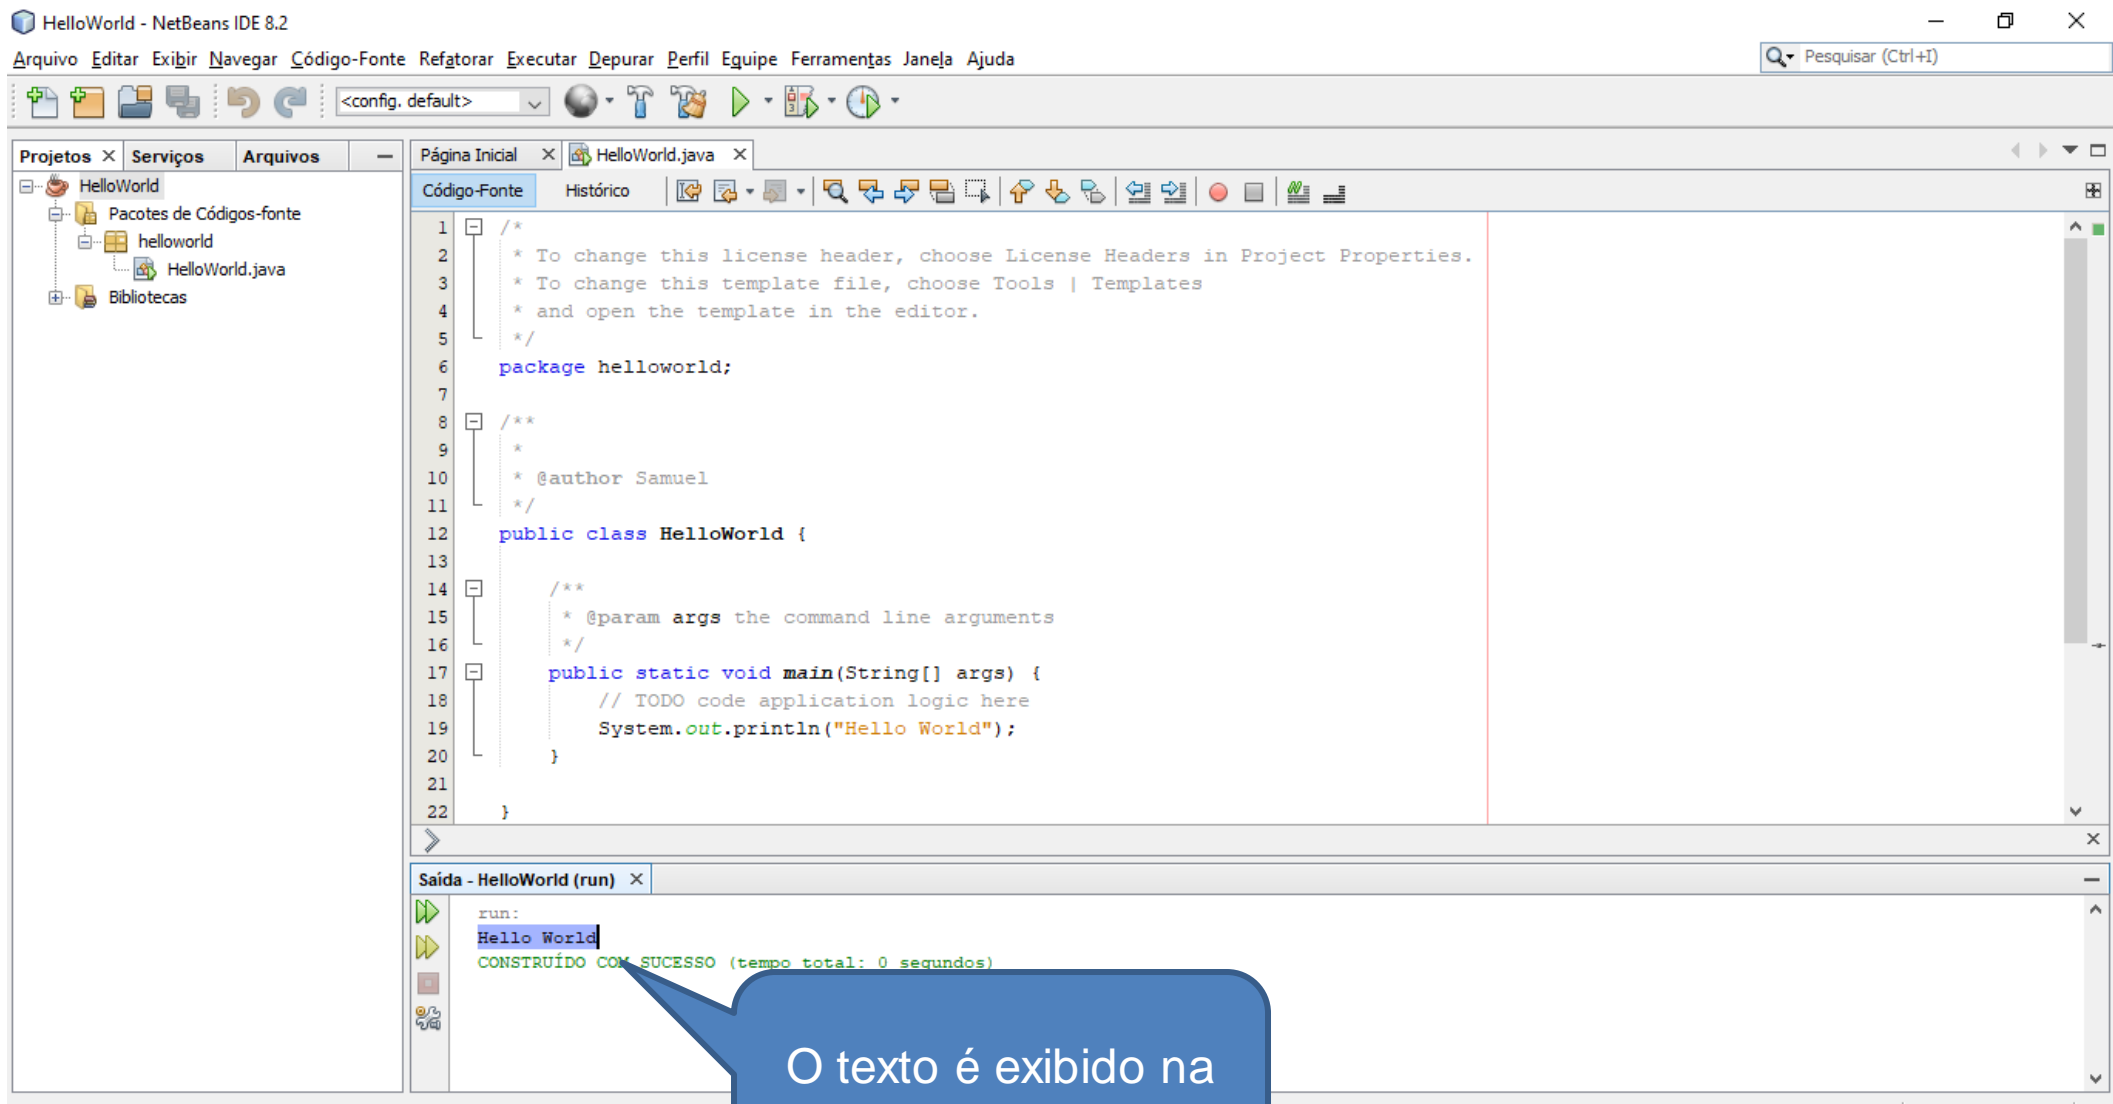 HelloWorld - NetBeans IDE 8.2
Arquivo Editar Exibir Navegar Código-Fonte Refatorar Executar Depurar Perfil Equipe Ferramentas Janela Ajuda
Pesquisar (Ctrl+I)
<config. default>
Projetos Serviços Arquivos
Página Inicial HelloWorld.java
HelloWorld
Pacotes de Códigos-fonte
helloworld
HelloWorld.java
Bibliotecas
Código-Fonte Histórico
1 /*
2 * To change this license header, choose License Headers in Project Properties.
3 * To change this template file, choose Tools | Templates
4 * and open the template in the editor.
5 */
6 package helloworld;
7
8 /**
9 *
10 * @author Samuel
11 */
12 public class HelloWorld {
13
14 /**
15 * @param args the command line arguments
16 */
17 public static void main(String[] args) {
18 // TODO code application logic here
19 System.out.println("Hello World");
20 }
21
22 }
Saída - HelloWorld (run)
run:
Hello World
CONSTRUÍDO COM SUCESSO (tempo total: 0 segundos)
O texto é exibido na